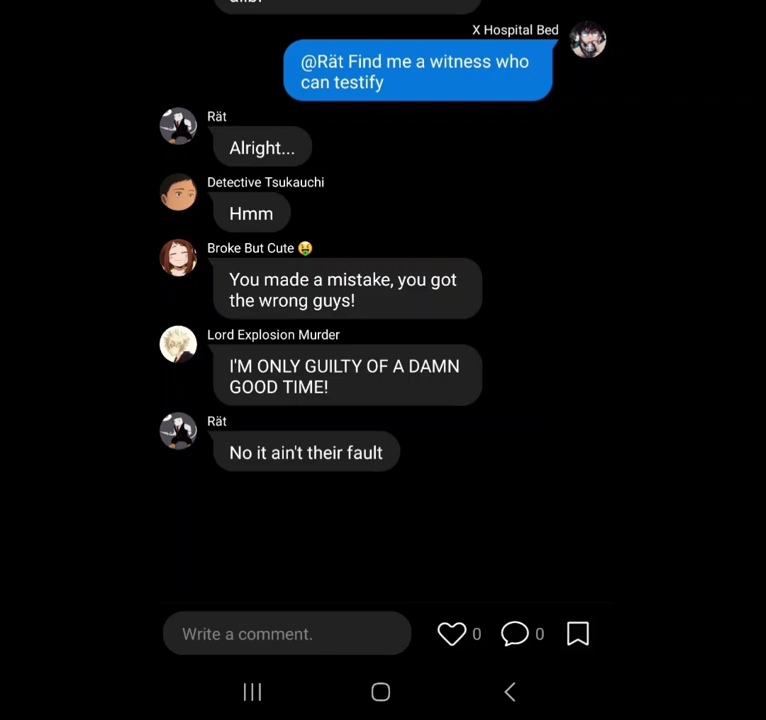 X Hospital Bed
@Rät Find me a witness who
can testify
Rät
Alright...
Detective Tsukauchi
Hmm
Broke But Cute 🤑
You made a mistake, you got
the wrong guys!
Lord Explosion Murder
I'M ONLY GUILTY OF A DAMN
GOOD TIME!
Rät
No it ain't their fault
Write a comment.
0
0